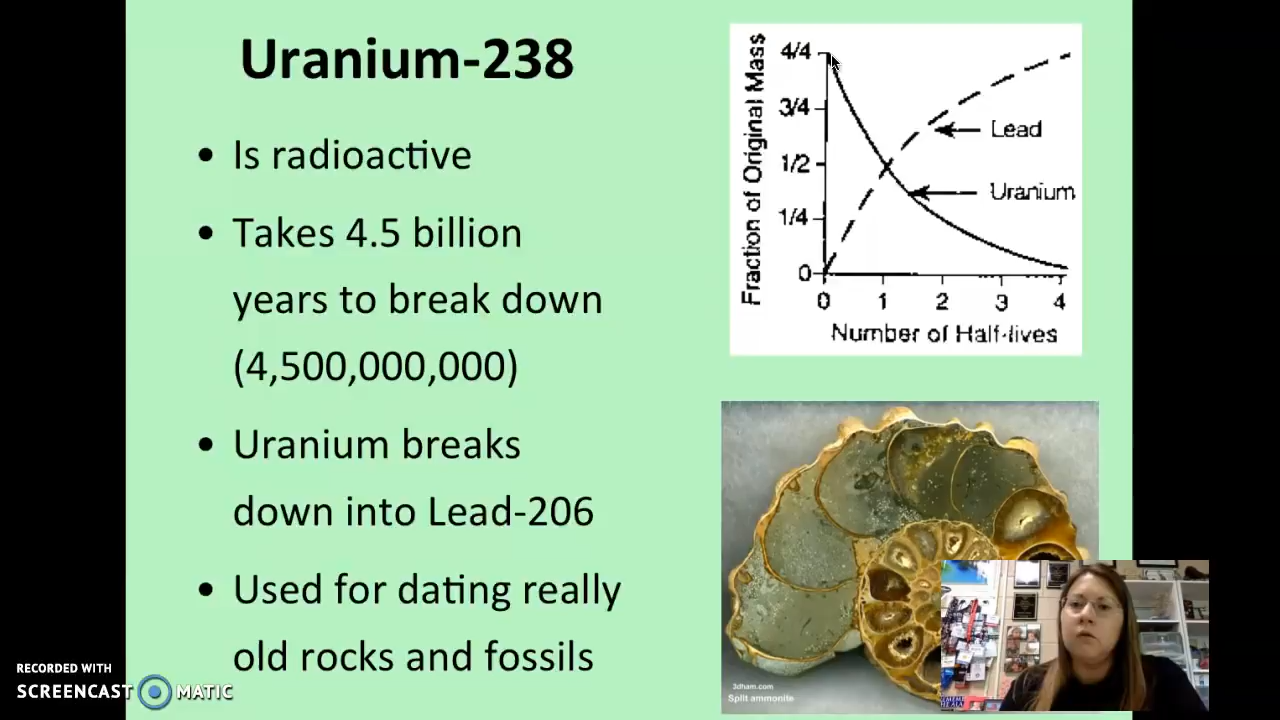 Uranium-238
• Is radioactive
• Takes 4.5 billion
years to break down
(4,500,000,000)
• Uranium breaks
down into Lead-206
• Used for dating really
old rocks and fossils
Fraction of Original Mass
4/4
3/4
1/2
1/4
0
Lead
Uranium
0 1 2 3 4
Number of Half-lives
3dham.com
Split ammonite
RECORDED WITH
SCREENCAST MATIC